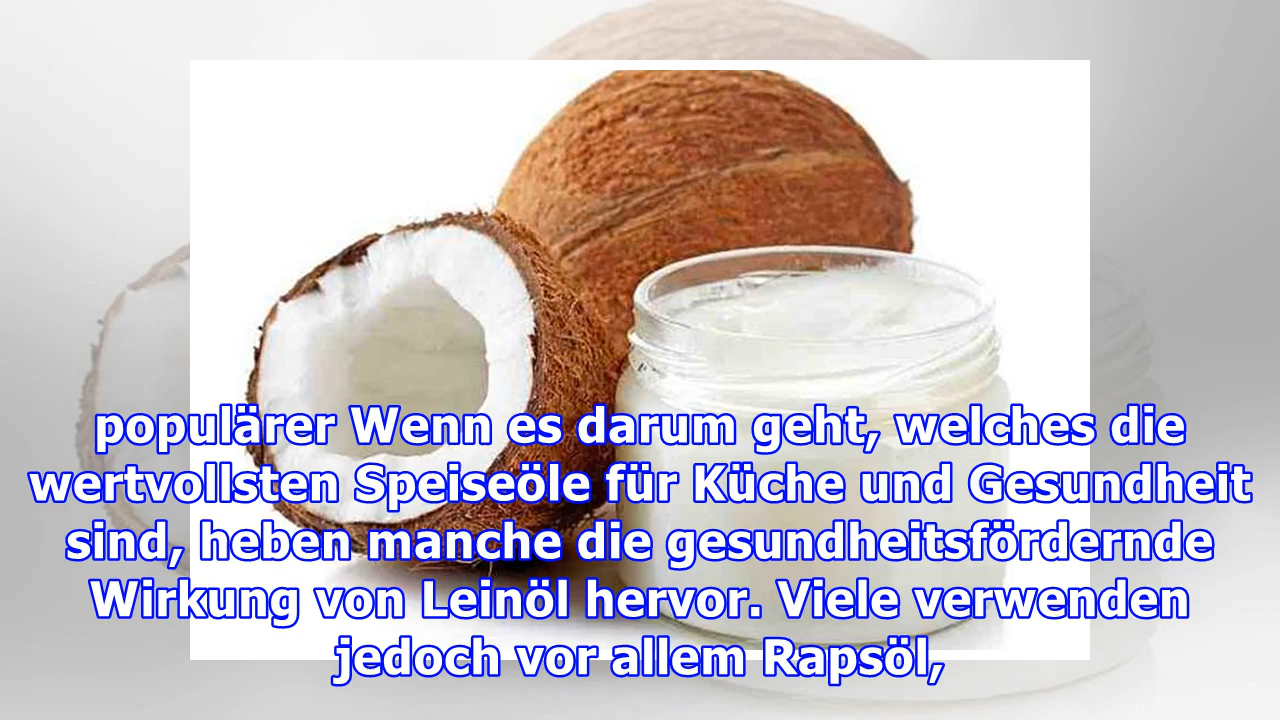 populärer Wenn es darum geht, welches die
wertvollsten Speiseöle für Küche und Gesundheit
sind, heben manche die gesundheitsfördernde
Wirkung von Leinöl hervor. Viele verwenden
jedoch vor allem Rapsöl,